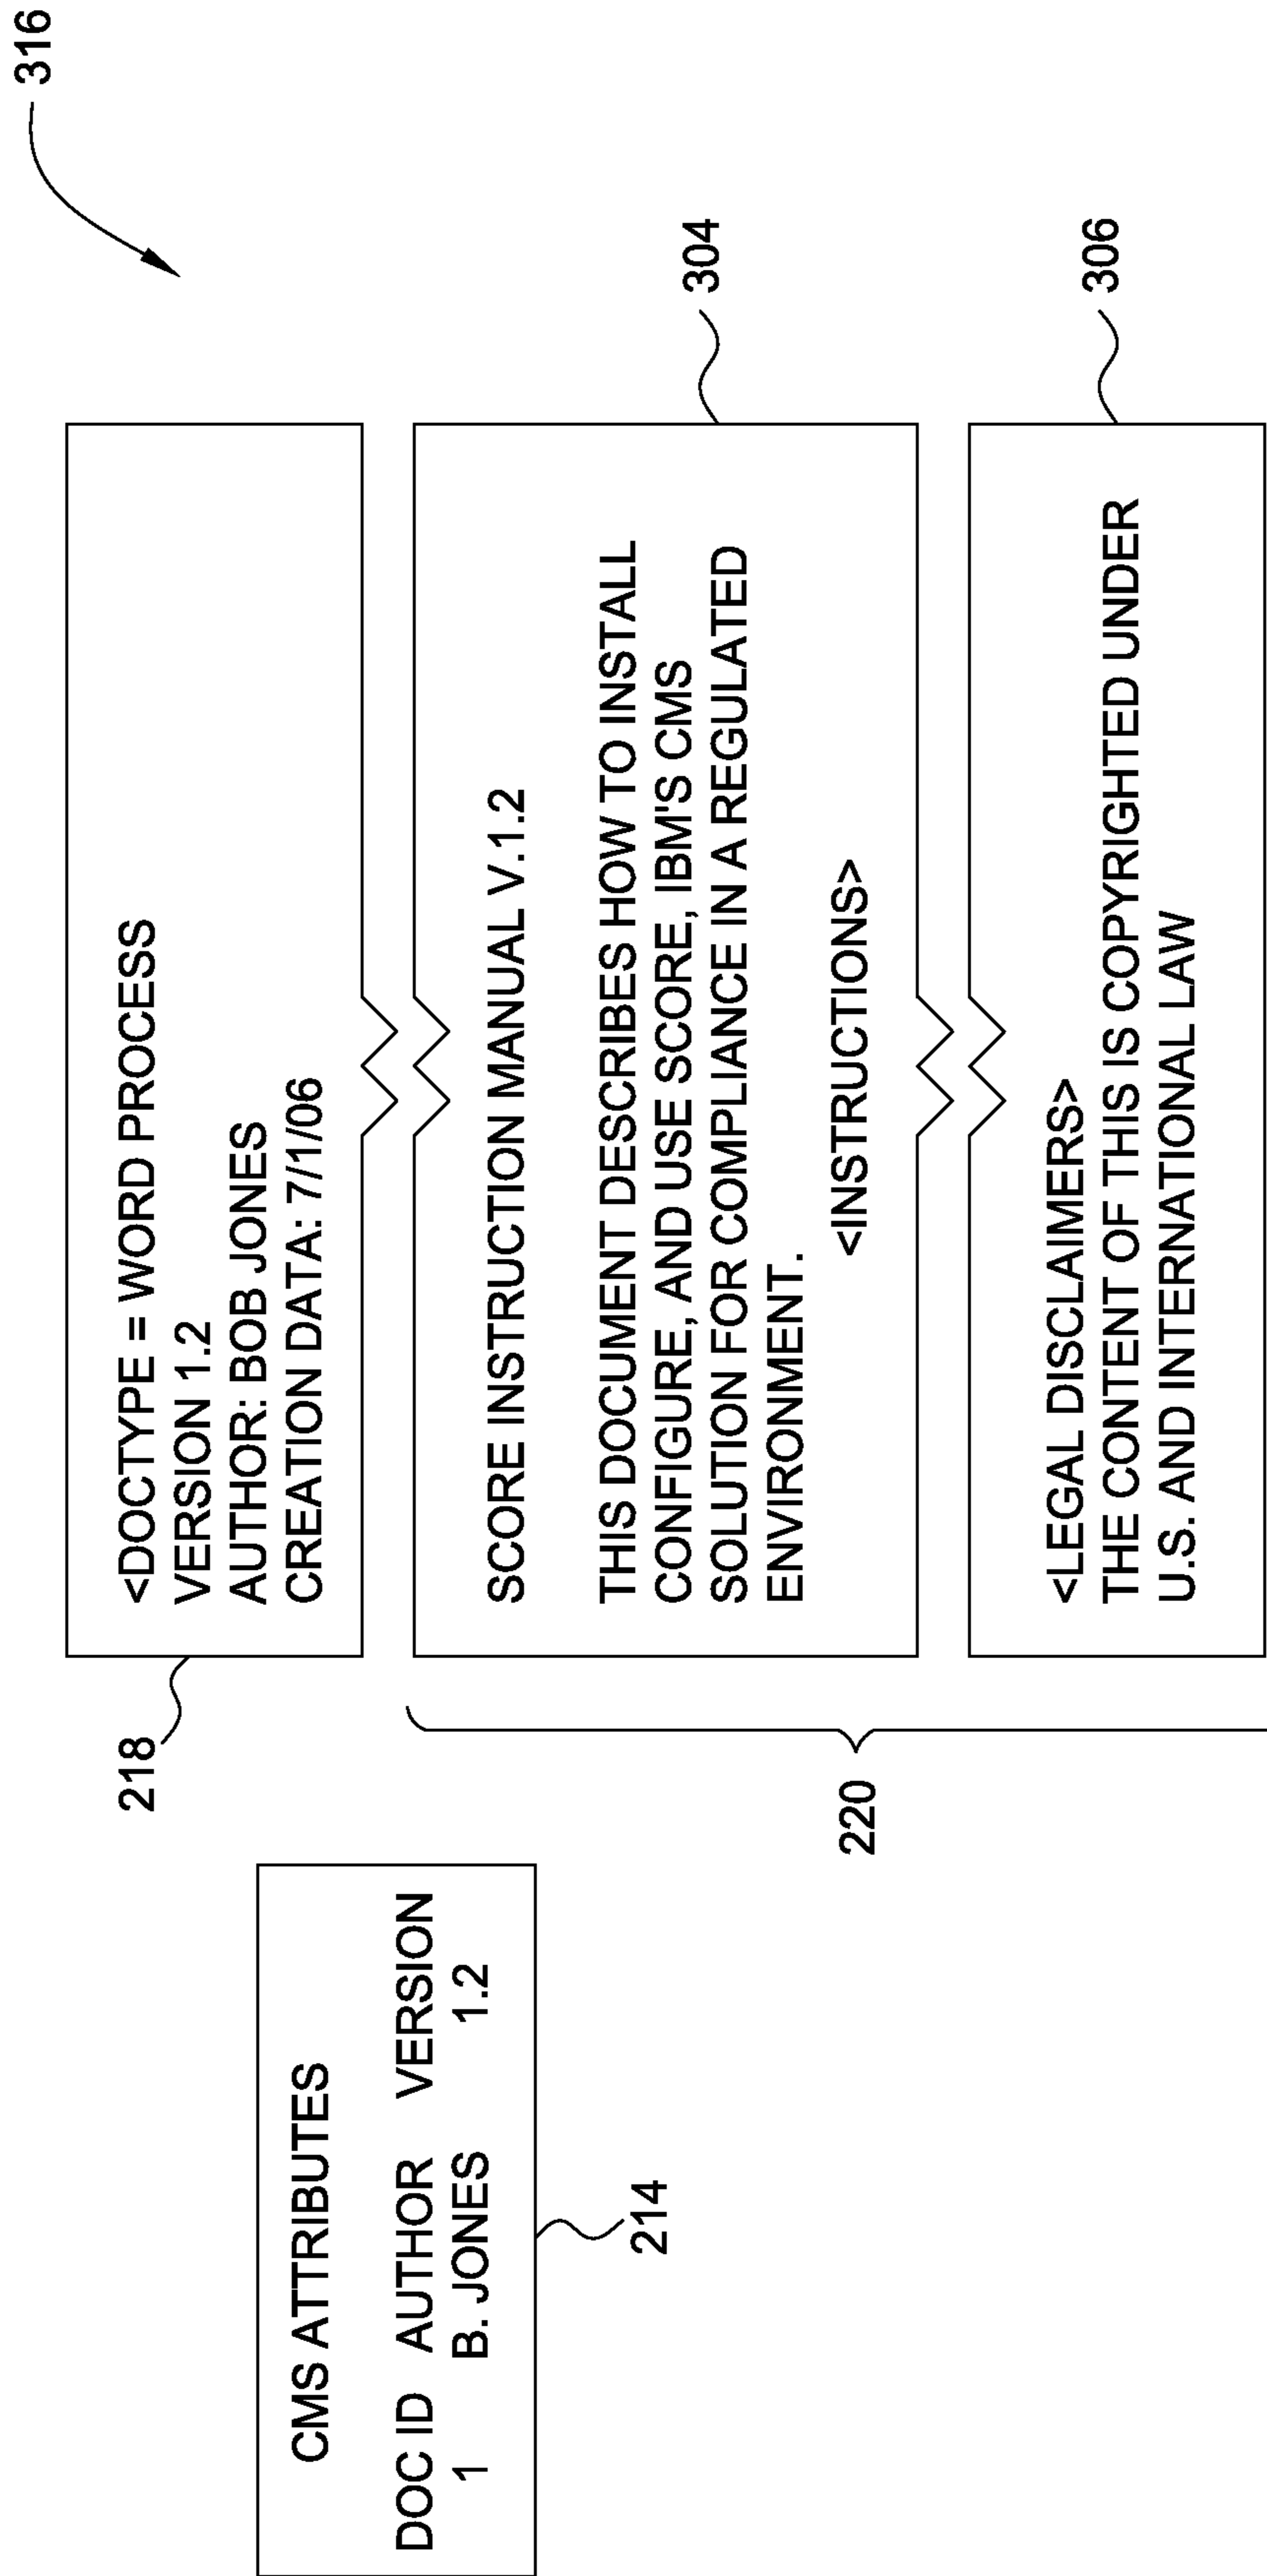 316
CMS ATTRIBUTES
DOC ID AUTHOR VERSION
1 B. JONES 1.2
214
218
<DOCTYPE = WORD PROCESS
VERSION 1.2
AUTHOR: BOB JONES
CREATION DATA: 7/1/06
220
SCORE INSTRUCTION MANUAL V.1.2
THIS DOCUMENT DESCRIBES HOW TO INSTALL
CONFIGURE, AND USE SCORE, IBM'S CMS
SOLUTION FOR COMPLIANCE IN A REGULATED
ENVIRONMENT.
<INSTRUCTIONS>
304
<LEGAL DISCLAIMERS>
THE CONTENT OF THIS IS COPYRIGHTED UNDER
U.S. AND INTERNATIONAL LAW
306